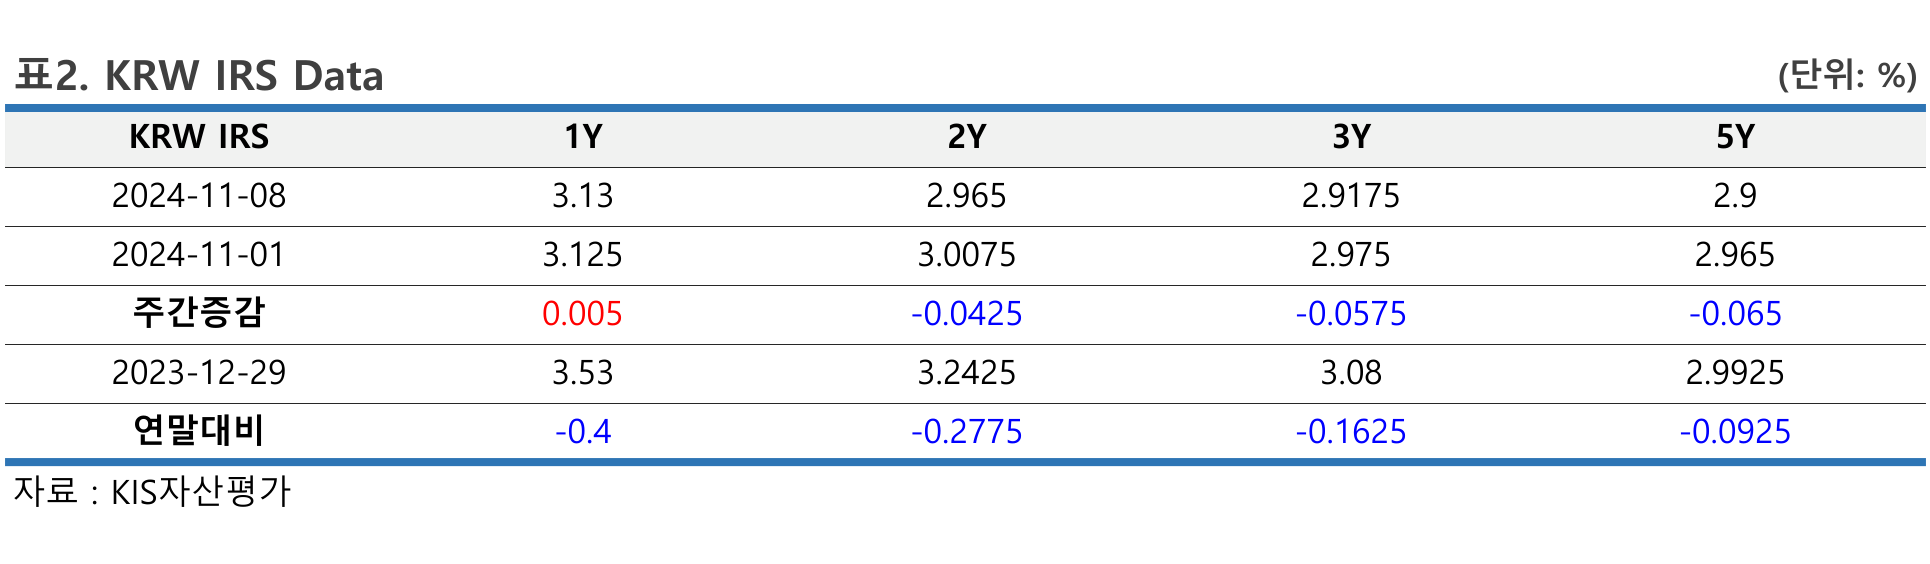 표2. KRW IRS Data (단위: %)
KRW IRS 1Y 2Y 3Y 5Y
2024-11-08 3.13 2.965 2.9175 2.9
2024-11-01 3.125 3.0075 2.975 2.965
주간증감 0.005 -0.0425 -0.0575 -0.065
2023-12-29 3.53 3.2425 3.08 2.9925
연말대비 -0.4 -0.2775 -0.1625 -0.0925
자료 : KIS자산평가